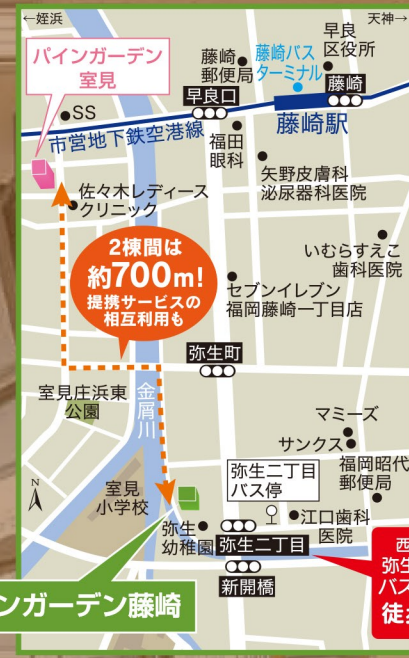 ←姪浜
天神→
パインガーデン
室見
早良
区役所
藤崎
郵便局
藤崎バス
ターミナル
早良口
藤崎
SS
市営地下鉄空港線
藤崎駅
福田
眼科
矢野皮膚科
泌尿器科医院
佐々木レディース
クリニック
2棟間は
約700m!
提携サービスの
相互利用も
いむらすえこ
歯科医院
セブンイレブン
福岡藤崎一丁目店
弥生町
室見庄浜東
公園
金屑川
マミーズ
サンクス
弥生二丁目
バス停
福岡昭代
郵便局
N
室見
小学校
弥生
幼稚園
江口歯科
医院
弥生二丁目
新開橋
ンガーデン藤崎
西
弥生
バス
徒